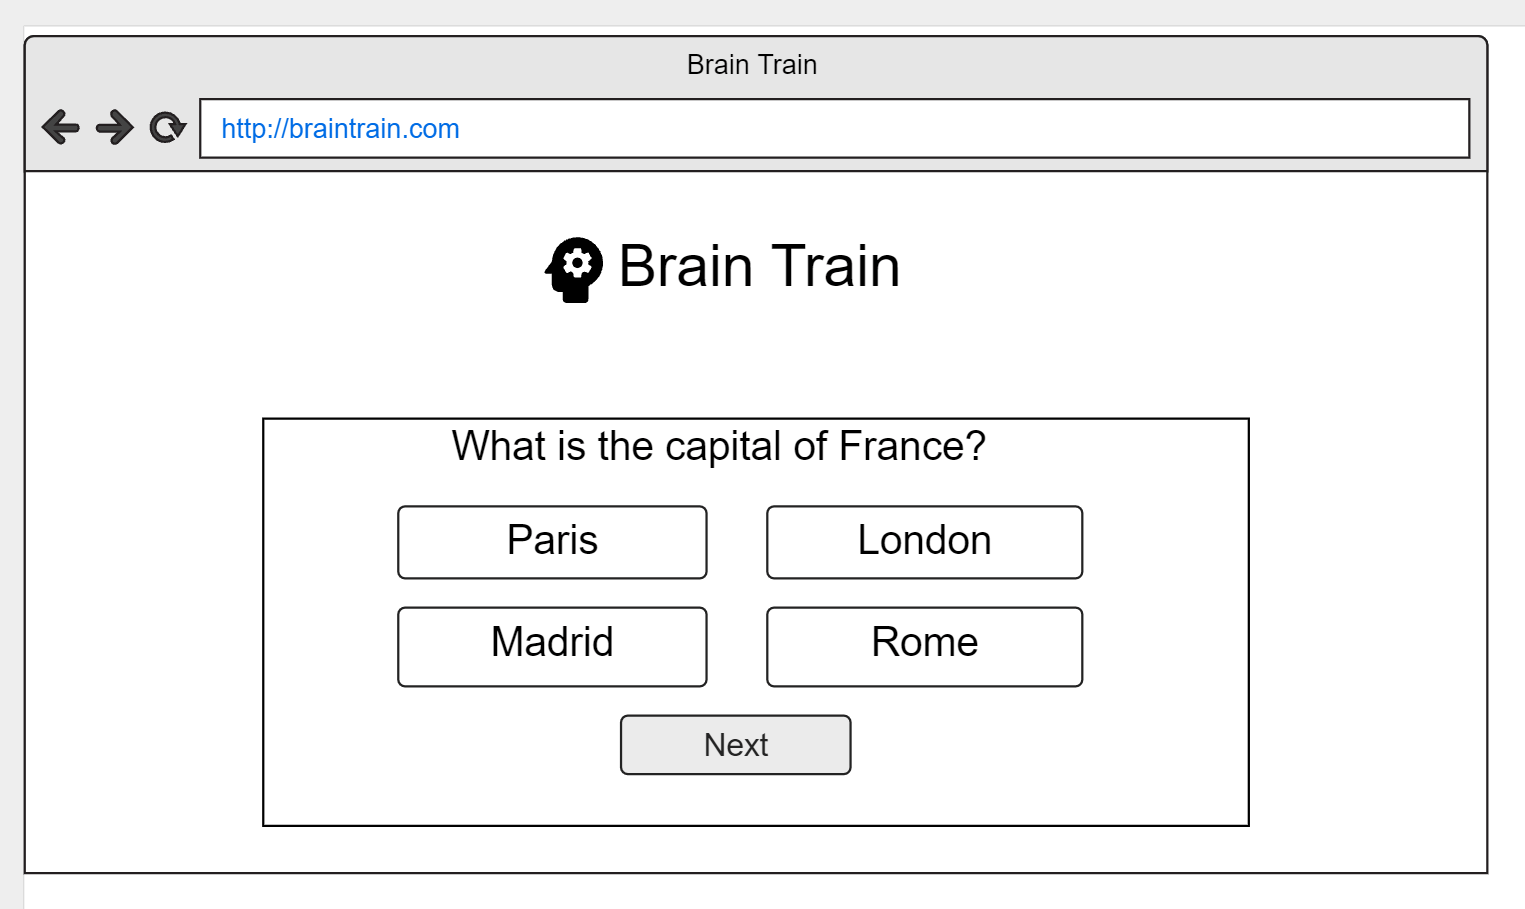 Brain Train
http://braintrain.com
Brain Train
What is the capital of France?
Paris London
Madrid Rome
Next